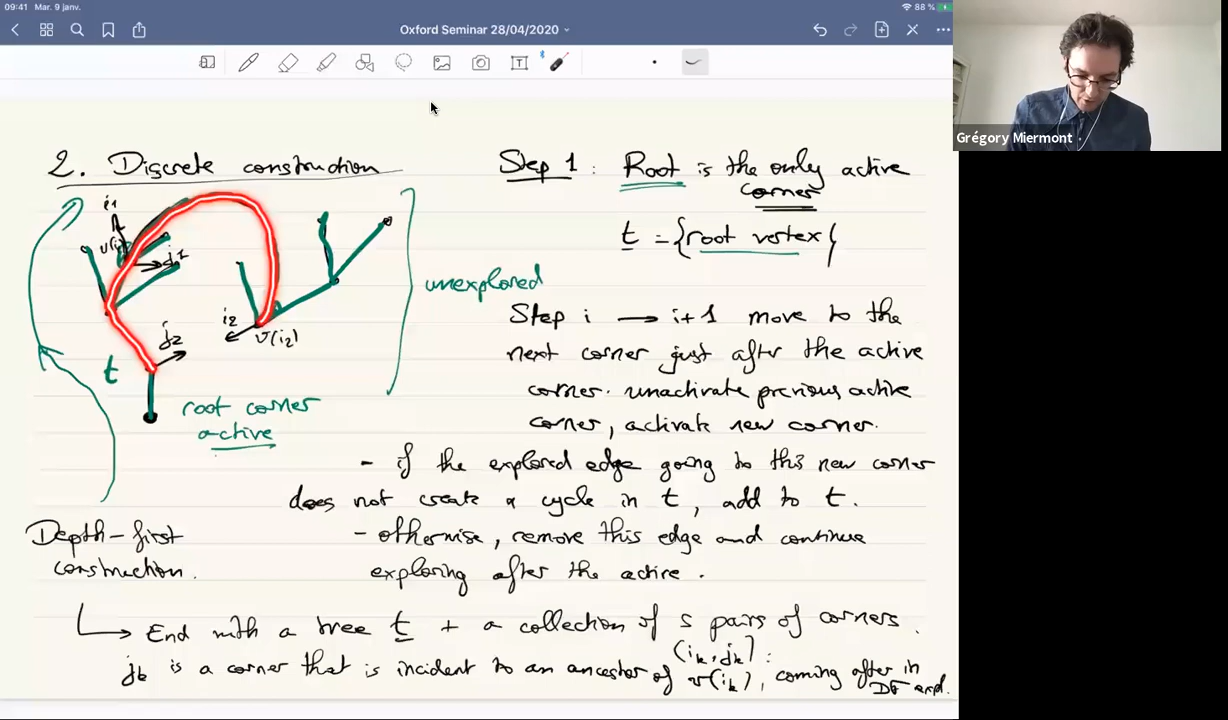 09:41 Mar. 9 janv.
88 %
Oxford Seminar 28/04/2020
T
Grégory Miermont
2. Discrete construction
i1
j1
i2
v(i2)
j2
t
unexplored
root corner
active
Depth-first
construction.
Step 1: Root is the only active
corner
t = {root vertex}
Step i → i+1 move to the
next corner just after the active
corner. unactivate previous active
corner, activate new corner.
- if the explored edge going to this new corner
does not create a cycle in t, add to t.
- otherwise, remove this edge and continue
exploring after the active.
→ End with a tree t + a collection of s pairs of corners.
(ik, jk):
jk is a corner that is incident to an ancestor of v(ik), coming after in
DF expl.